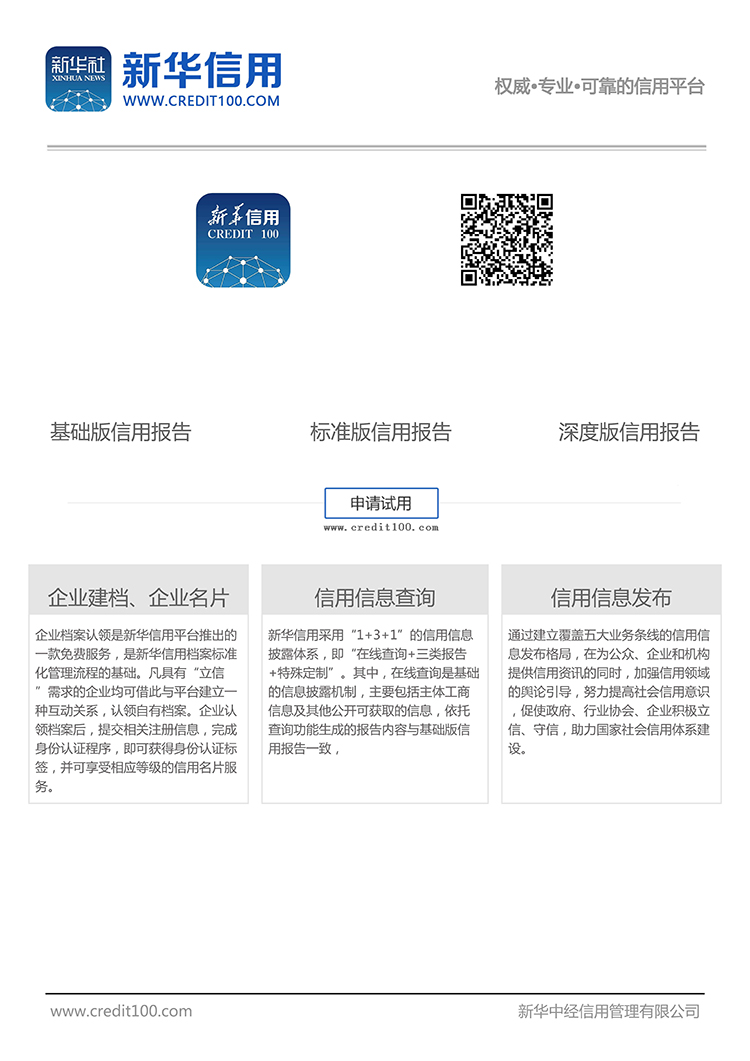 新华社
XINHUA NEWS
新华信用
WWW.CREDIT100.COM
权威•专业•可靠的信用平台
新华信用
CREDIT 100
基础版信用报告
标准版信用报告
深度版信用报告
申请试用
www.credit100.com
企业建档、企业名片
企业档案认领是新华信用平台推出的
一款免费服务，是新华信用档案标准
化管理流程的基础。凡具有“立信
”需求的企业均可借此与平台建立一
种互动关系，认领自有档案。企业认
领档案后，提交相关注册信息，完成
身份认证程序，即可获得身份认证标
签，并可享受相应等级的信用名片服
务。
信用信息查询
新华信用采用“1+3+1”的信用信息
披露体系，即“在线查询+三类报告
+特殊定制”。其中，在线查询是基础
的信息披露机制，主要包括主体工商
信息及其他公开可获取的信息，依托
查询功能生成的报告内容与基础版信
用报告一致，
信用信息发布
通过建立覆盖五大业务条线的信用信
息发布格局，在为公众、企业和机构
提供信用资讯的同时，加强信用领域
的舆论引导，努力提高社会信用意识
，促使政府、行业协会、企业积极立
信、守信，助力国家社会信用体系建
设。
www.credit100.com
新华中经信用管理有限公司